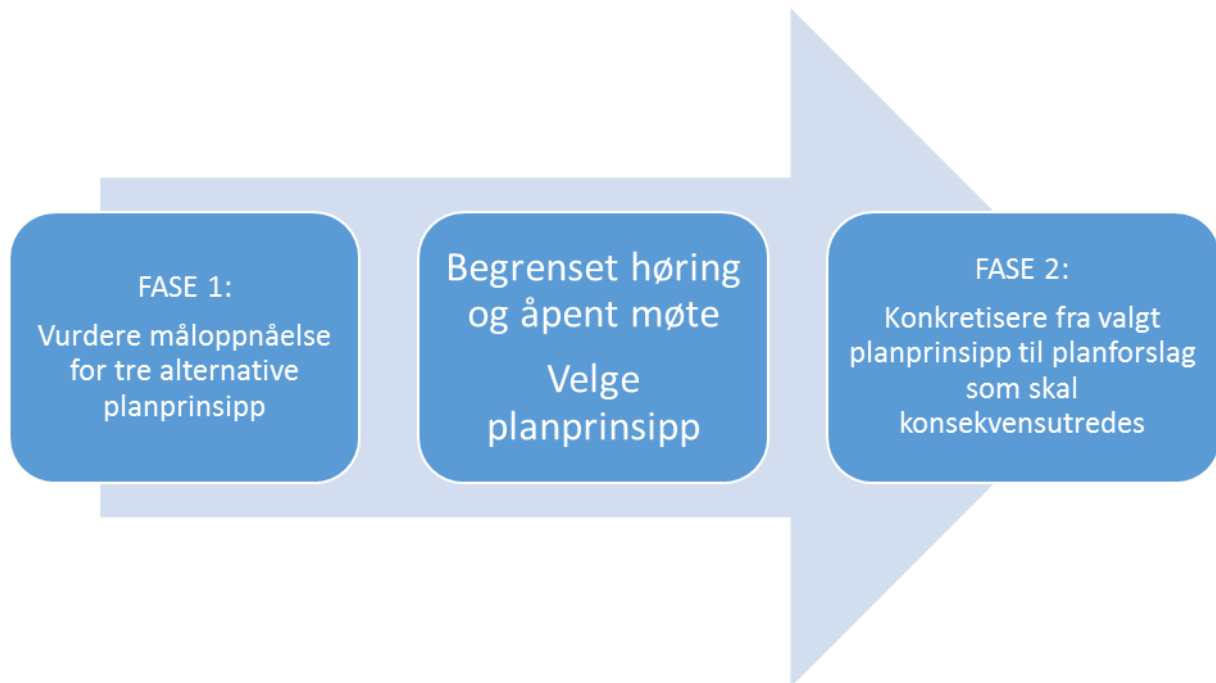 FASE 1:
Vurdere måloppnåelse
for tre alternative
planprinsipp
Begrenset høring
og åpent møte
Velge
planprinsipp
FASE 2:
Konkretisere fra valgt
planprinsipp til planforslag
som skal
konsekvensutredes